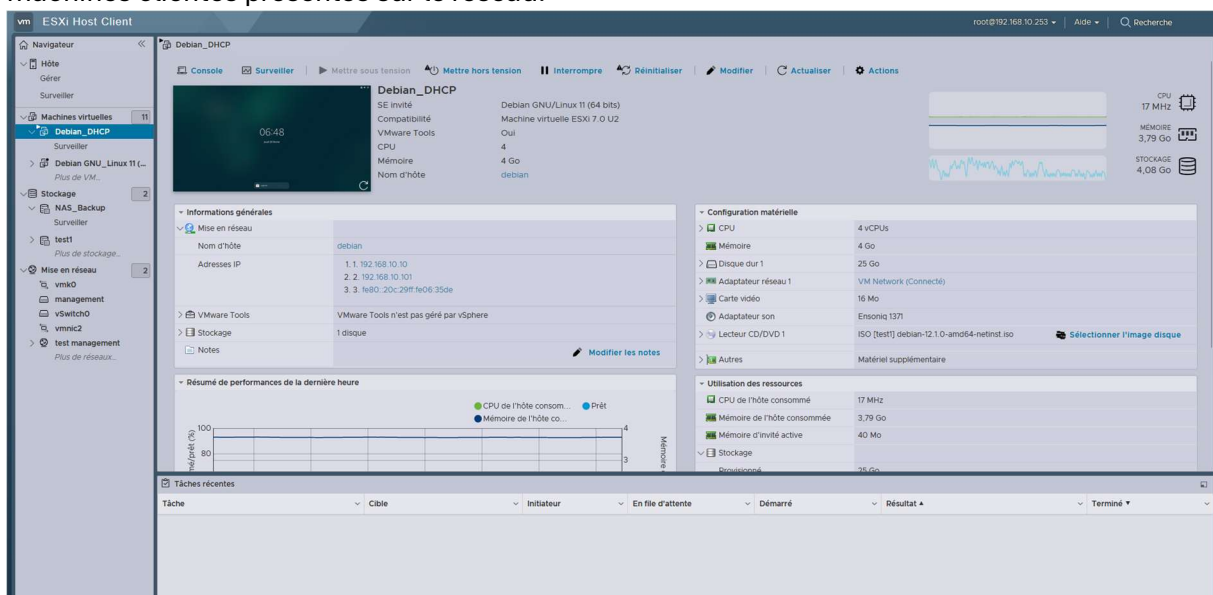 machines clientes présentes sur le réseau.
vm ESXi Host Client
root@192.168.10.253 | Aide | Recherche
Navigateur
Hôte
Gérer
Surveiller
Machines virtuelles 11
Debian_DHCP
Surveiller
Debian GNU_Linux 11 (...
Plus de VM...
Stockage 2
NAS_Backup
Surveiller
test1
Plus de stockage...
Mise en réseau 2
vmk0
management
vSwitch0
vmnic2
test management
Plus de réseaux...
Debian_DHCP
Console Surveiller | Mettre sous tension Mettre hors tension Interrompre Réinitialiser | Modifier | Actualiser | Actions
06:48
Debian_DHCP
SE invité Debian GNU/Linux 11 (64 bits)
Compatibilité Machine virtuelle ESXi 7.0 U2
VMware Tools Oui
CPU 4
Mémoire 4 Go
Nom d'hôte debian
CPU
17 MHz
MÉMOIRE
3,79 Go
STOCKAGE
4,08 Go
Informations générales
Mise en réseau
Nom d'hôte debian
Adresses IP 1. 1. 192.168.10.10
2. 2. 192.168.10.101
3. 3. fe80::20c:29ff:fe06:35de
VMware Tools VMware Tools n'est pas géré par vSphere
Stockage 1 disque
Notes Modifier les notes
Résumé de performances de la dernière heure
CPU de l'hôte consom... Prêt
Mémoire de l'hôte co...
100
80
4
3
Configuration matérielle
CPU 4 vCPUs
Mémoire 4 Go
Disque dur 1 25 Go
Adaptateur réseau 1 VM Network (Connecté)
Carte vidéo 16 Mo
Adaptateur son Ensoniq 1371
Lecteur CD/DVD 1 ISO [test1] debian-12.1.0-amd64-netinst.iso Sélectionner l'image disque
Autres Matériel supplémentaire
Utilisation des ressources
CPU de l'hôte consommé 17 MHz
Mémoire de l'hôte consommée 3,79 Go
Mémoire d'invité active 40 Mo
Stockage
Provisionné 25 Go
Tâches récentes
Tâche Cible Initiateur En file d'attente Démarré Résultat Terminé